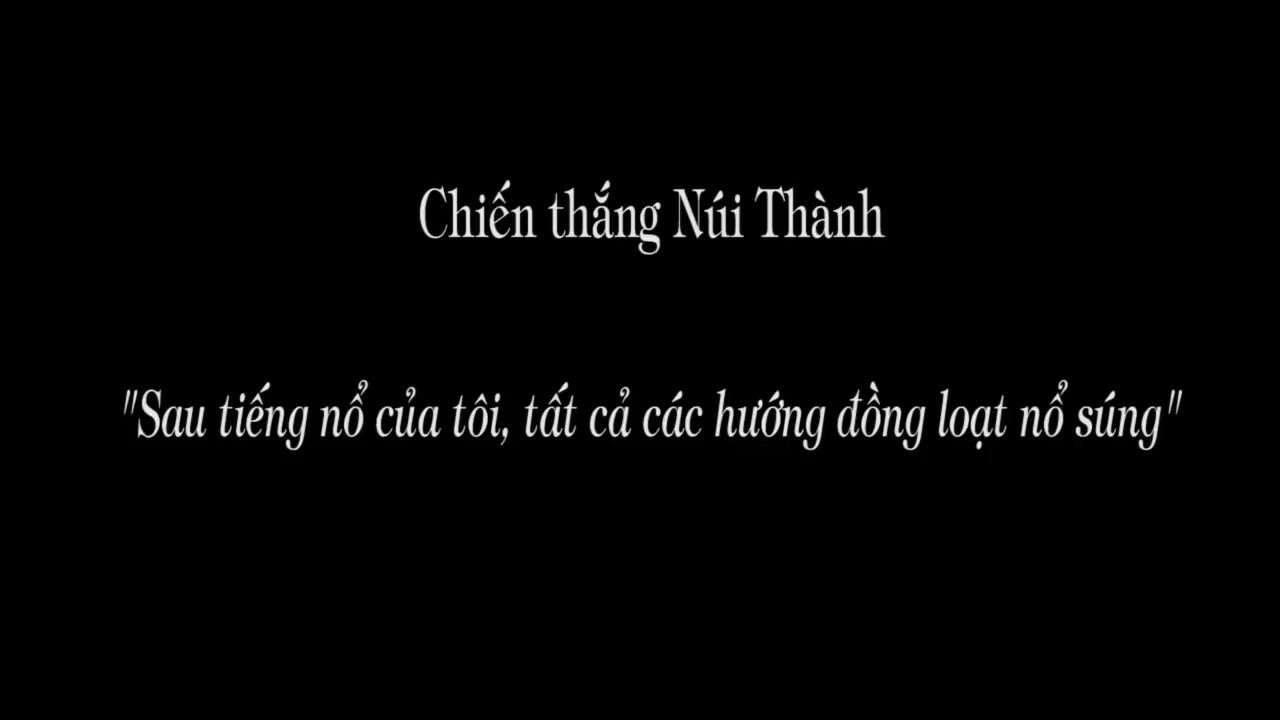 Chiến thắng Núi Thành
"Sau tiếng nổ của tôi, tất cả các hướng đồng loạt nổ súng"